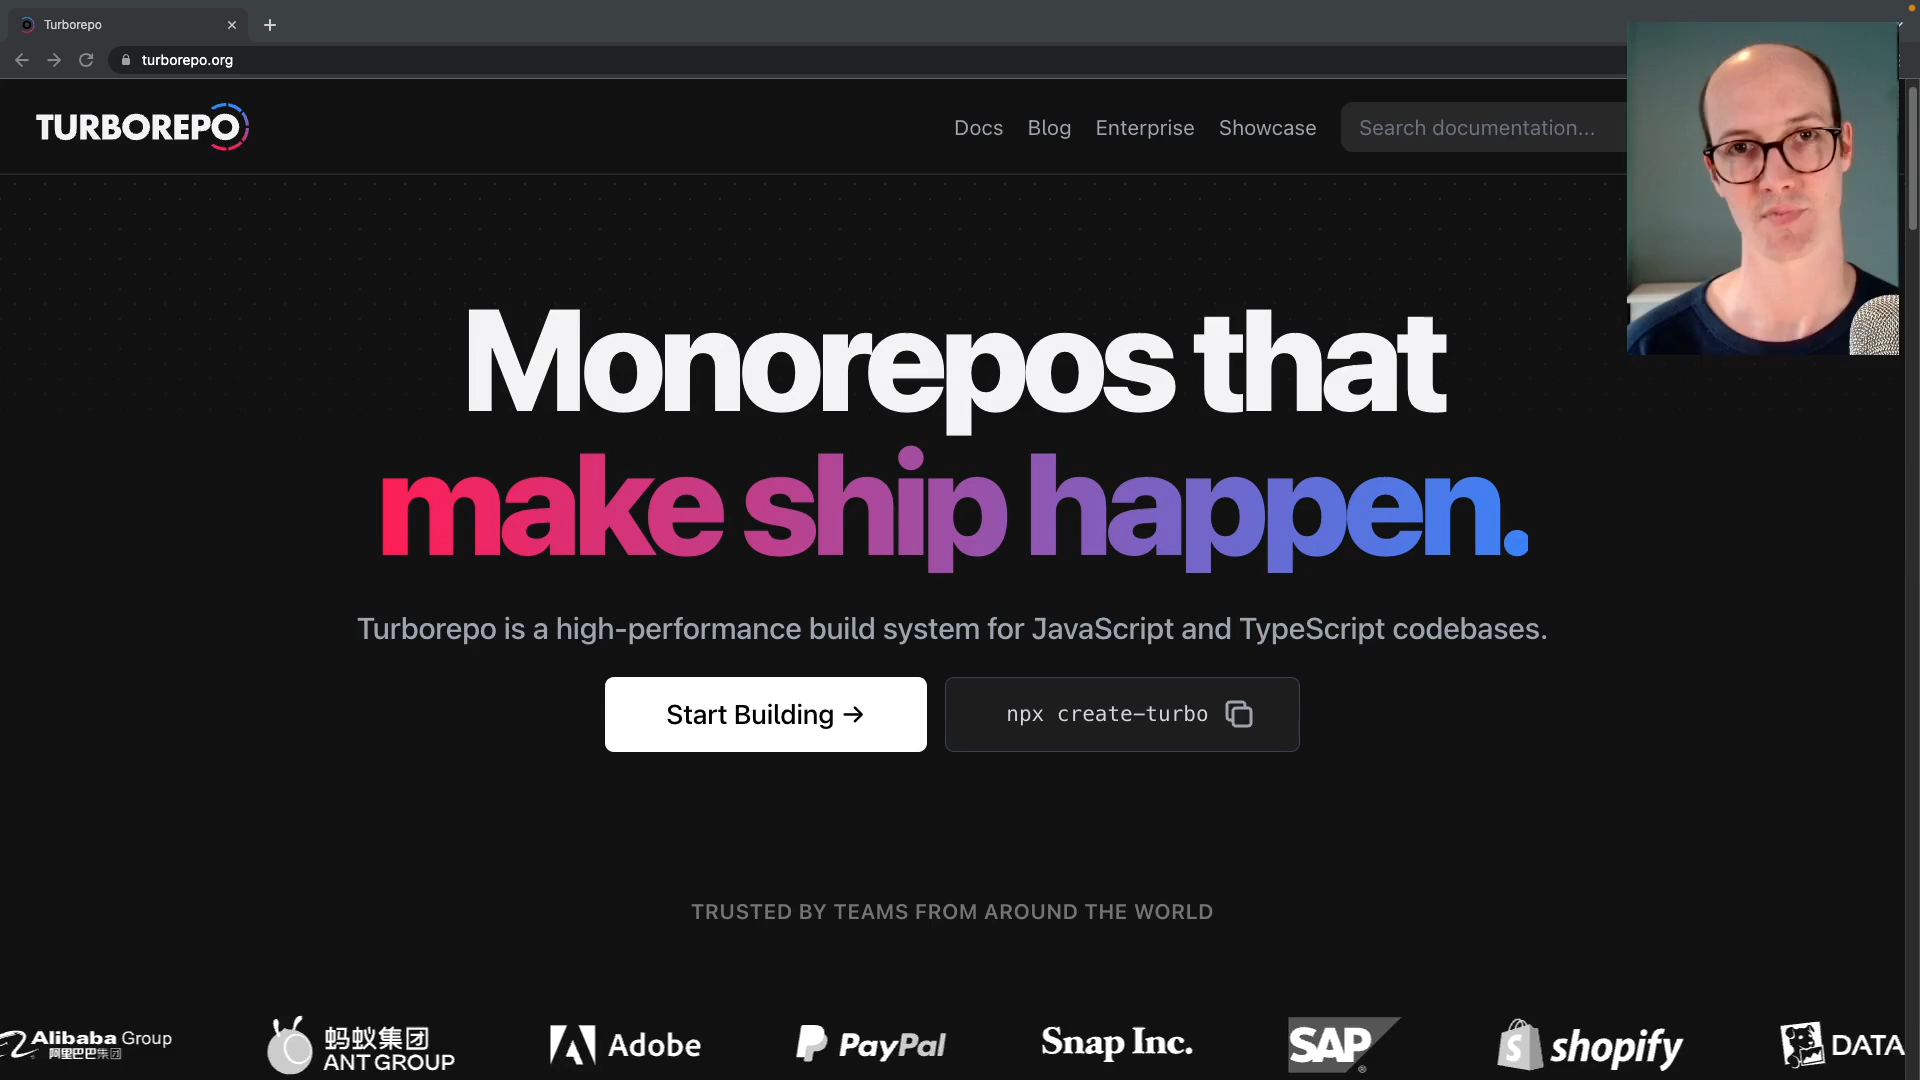 Turborepo
turborepo.org
TURBOREPO
Docs Blog Enterprise Showcase Search documentation...
Monorepos that
make ship happen.
Turborepo is a high-performance build system for JavaScript and TypeScript codebases.
Start Building →
npx create-turbo
TRUSTED BY TEAMS FROM AROUND THE WORLD
Alibaba Group
阿里巴巴集团
蚂蚁集团
ANT GROUP
Adobe
PayPal
Snap Inc.
SAP
shopify
DATA